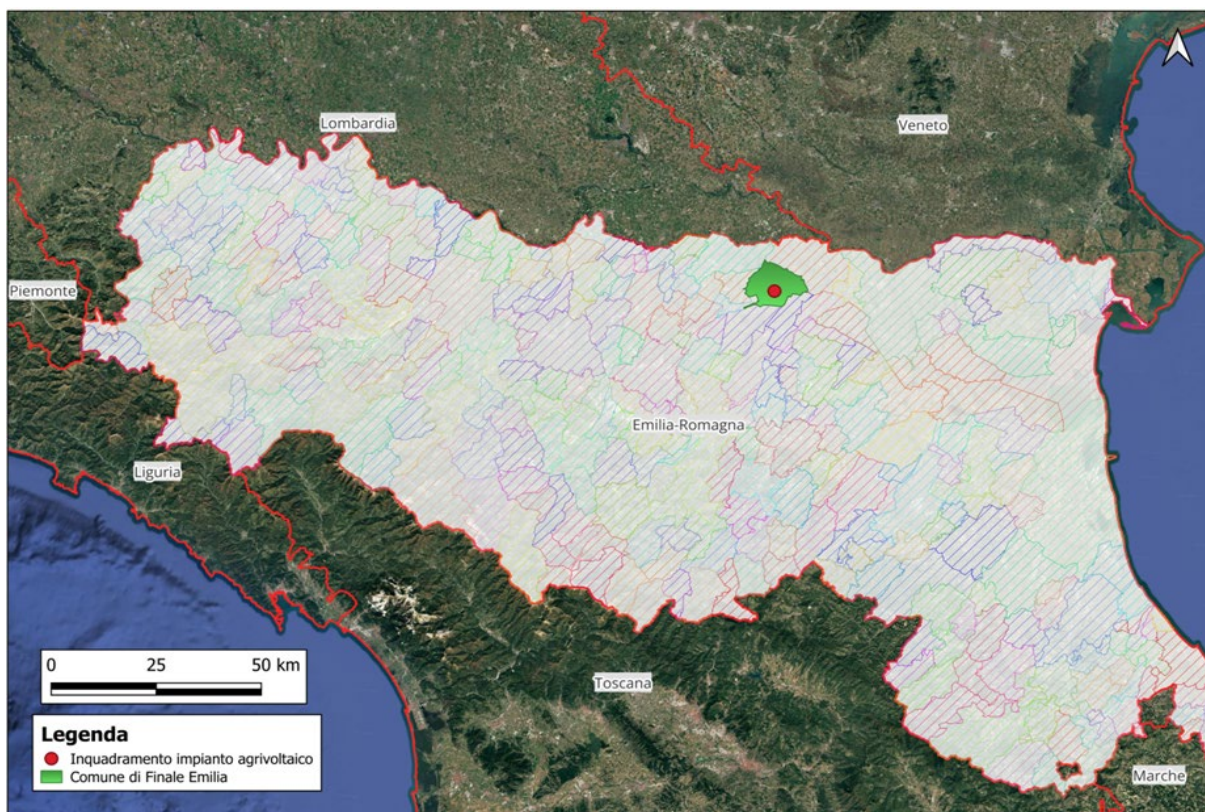 Lombardia
Veneto
Piemonte
Emilia-Romagna
Liguria
Toscana
Marche
0 25 50 km
Legenda
Inquadramento impianto agrivoltaico
Comune di Finale Emilia